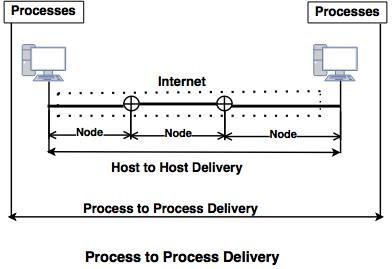 Processes
Processes
Internet
Node
Node
Node
Host to Host Delivery
Process to Process Delivery
Process to Process Delivery